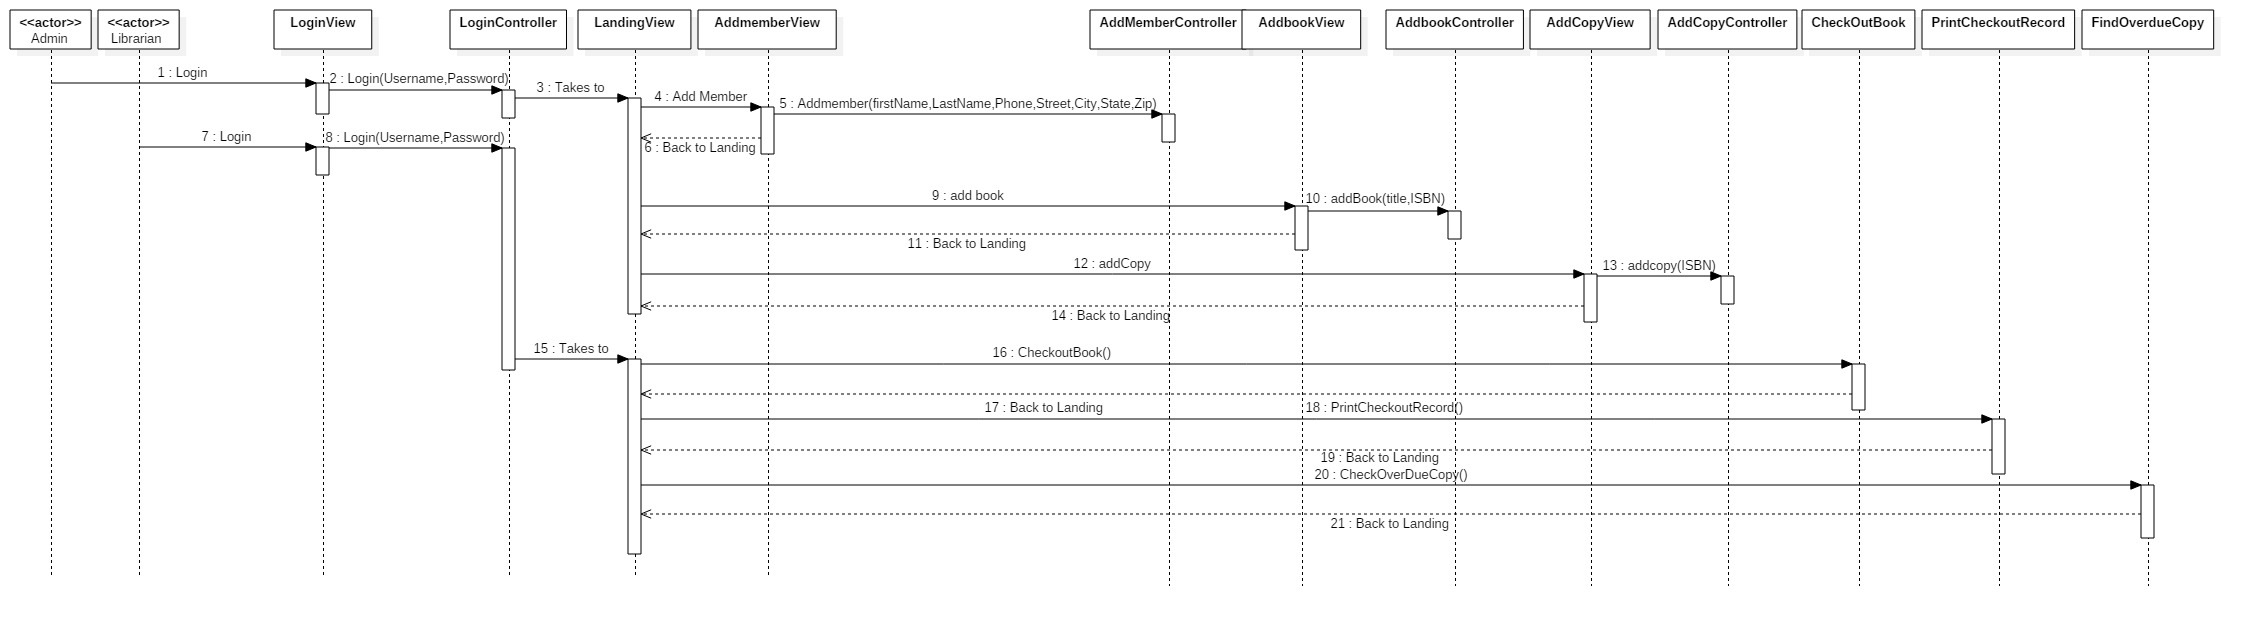 <<actor>>
Admin
<<actor>>
Librarian
LoginView
LoginController
LandingView
AddmemberView
AddMemberController
AddbookView
AddbookController
AddCopyView
AddCopyController
CheckOutBook
PrintCheckoutRecord
FindOverdueCopy
1 : Login
2 : Login(Username,Password)
3 : Takes to
4 : Add Member
5 : Addmember(firstName,LastName,Phone,Street,City,State,Zip)
6 : Back to Landing
7 : Login
8 : Login(Username,Password)
9 : add book
10 : addBook(title,ISBN)
11 : Back to Landing
12 : addCopy
13 : addcopy(ISBN)
14 : Back to Landing
15 : Takes to
16 : CheckoutBook()
17 : Back to Landing
18 : PrintCheckoutRecord()
19 : Back to Landing
20 : CheckOverDueCopy()
21 : Back to Landing